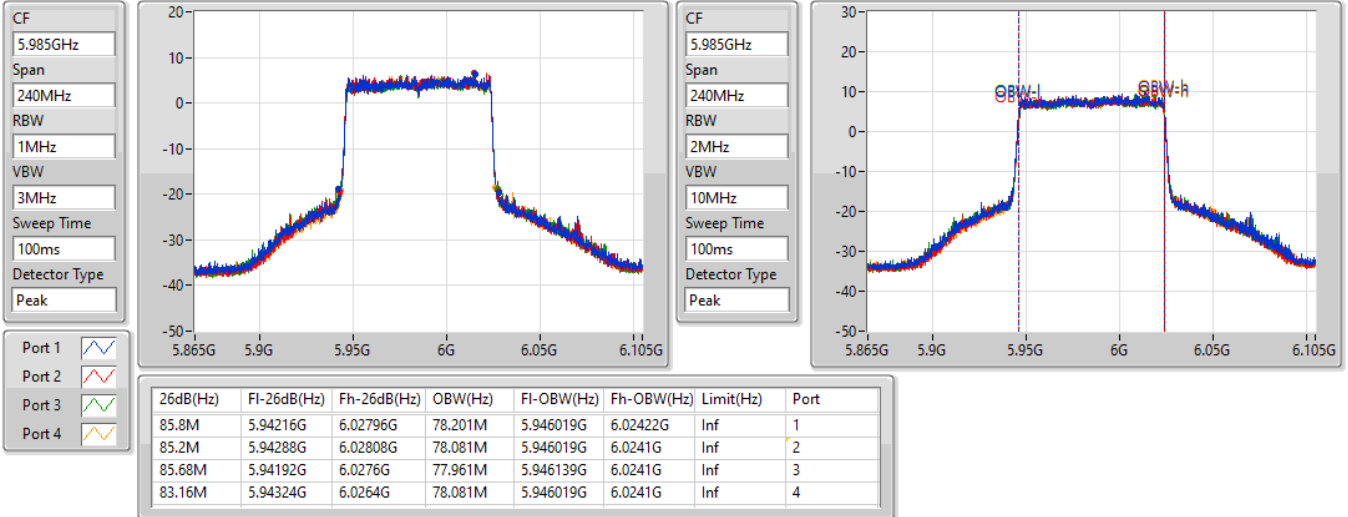 CF
5.985GHz
Span
240MHz
RBW
1MHz
VBW
3MHz
Sweep Time
100ms
Detector Type
Peak
20
10
0
-10
-20
-30
-40
-50
5.865G 5.9G 5.95G 6G 6.05G 6.105G
CF
5.985GHz
Span
240MHz
RBW
2MHz
VBW
10MHz
Sweep Time
100ms
Detector Type
Peak
30
20
10
0
-10
-20
-30
-40
-50
OBW-l OBW-h
5.865G 5.9G 5.95G 6G 6.05G 6.105G
Port 1
Port 2
Port 3
Port 4
26dB(Hz) Fl-26dB(Hz) Fh-26dB(Hz) OBW(Hz) Fl-OBW(Hz) Fh-OBW(Hz) Limit(Hz) Port
85.8M 5.94216G 6.02796G 78.201M 5.946019G 6.02422G Inf 1
85.2M 5.94288G 6.02808G 78.081M 5.946019G 6.0241G Inf 2
85.68M 5.94192G 6.0276G 77.961M 5.946139G 6.0241G Inf 3
83.16M 5.94324G 6.0264G 78.081M 5.946019G 6.0241G Inf 4